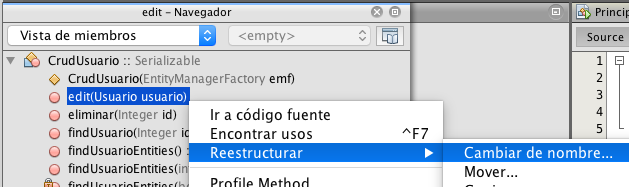 edit – Navegador
Vista de miembros
<empty>
CrudUsuario :: Serializable
CrudUsuario(EntityManagerFactory emf)
edit(Usuario usuario)
eliminar(Integer id)
findUsuario(Integer
findUsuarioEntities()
findUsuarioEntities(
Ir a código fuente
Encontrar usos ^F7
Reestructurar
Profile Method
Cambiar de nombre...
Mover...
Princip
Source
1
2
3
4
5